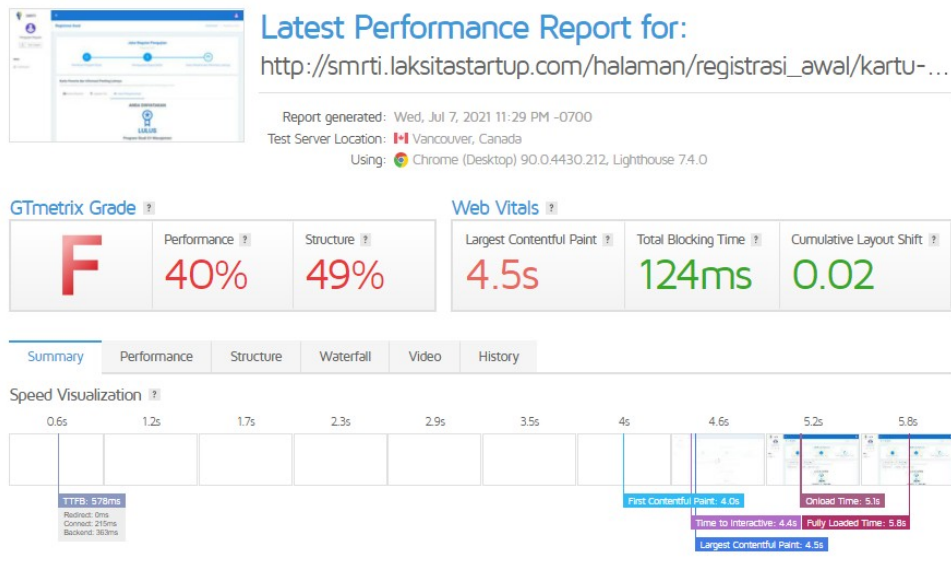 Latest Performance Report for:
http://smrti.laksitastartup.com/halaman/registrasi_awal/kartu-...
Report generated: Wed, Jul 7, 2021 11:29 PM -0700
Test Server Location: Vancouver, Canada
Using: Chrome (Desktop) 90.0.4430.212, Lighthouse 7.4.0
GTmetrix Grade ?
Web Vitals ?
F
Performance ?
40%
Structure ?
49%
Largest Contentful Paint ?
4.5s
Total Blocking Time ?
124ms
Cumulative Layout Shift ?
0.02
Summary Performance Structure Waterfall Video History
Speed Visualization ?
0.6s 1.2s 1.7s 2.3s 2.9s 3.5s 4s 4.6s 5.2s 5.8s
TTFB: 578ms
Redirect: 0ms
Connect: 215ms
Backend: 363ms
First Contentful Paint: 4.0s
Onload Time: 5.1s
Time to Interactive: 4.4s
Fully Loaded Time: 5.8s
Largest Contentful Paint: 4.5s
LULUS